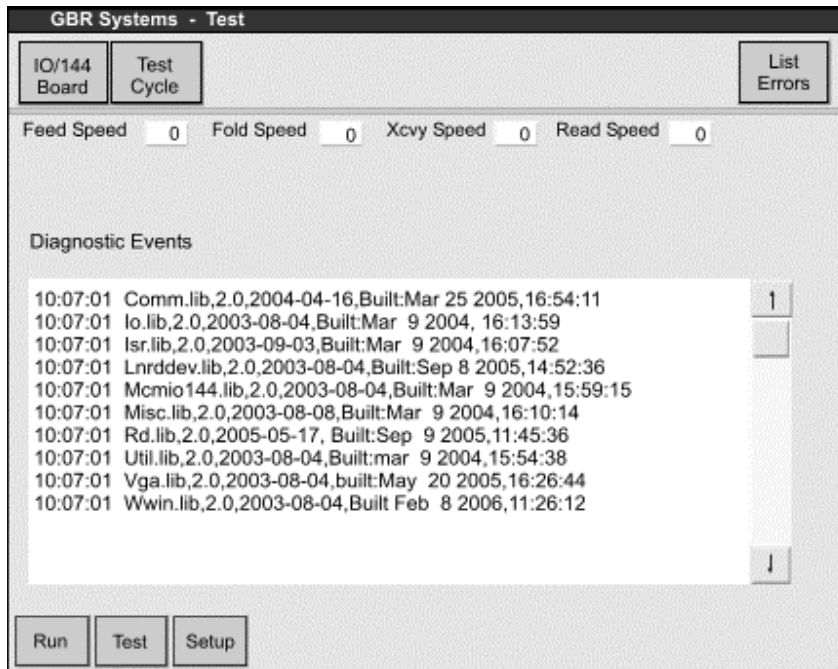 GBR Systems - Test
IO/144 Board
Test Cycle
List Errors
Feed Speed 0 Fold Speed 0 Xcvy Speed 0 Read Speed 0
Diagnostic Events
10:07:01 Comm.lib,2.0,2004-04-16,Built:Mar 25 2005,16:54:11
10:07:01 Io.lib,2.0,2003-08-04,Built:Mar 9 2004, 16:13:59
10:07:01 Isr.lib,2.0,2003-09-03,Built:Mar 9 2004,16:07:52
10:07:01 Lnrddev.lib,2.0,2003-08-04,Built:Sep 8 2005,14:52:36
10:07:01 Mcmio144.lib,2.0,2003-08-04,Built:Mar 9 2004,15:59:15
10:07:01 Misc.lib,2.0,2003-08-08,Built:Mar 9 2004,16:10:14
10:07:01 Rd.lib,2.0,2005-05-17, Built:Sep 9 2005,11:45:36
10:07:01 Util.lib,2.0,2003-08-04,Built:mar 9 2004,15:54:38
10:07:01 Vga.lib,2.0,2003-08-04,built:May 20 2005,16:26:44
10:07:01 Wwin.lib,2.0,2003-08-04,Built Feb 8 2006,11:26:12
Run
Test
Setup